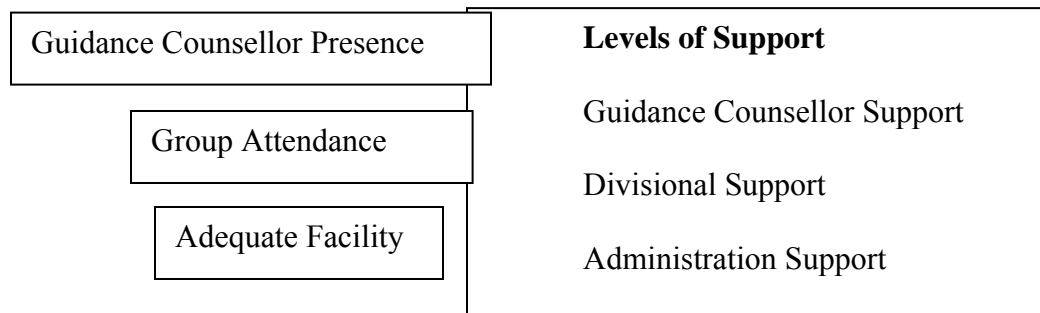 Guidance Counsellor Presence
Group Attendance
Adequate Facility
Levels of Support
Guidance Counsellor Support
Divisional Support
Administration Support